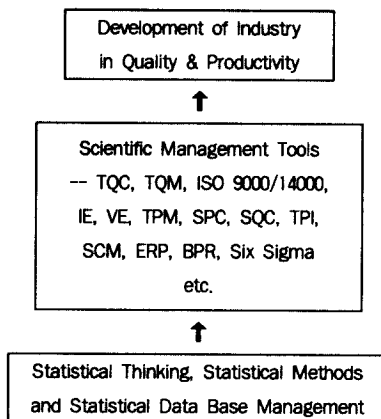 Development of Industry
in Quality & Productivity
Scientific Management Tools
-- TQC, TQM, ISO 9000/14000,
IE, VE, TPM, SPC, SQC, TPI,
SCM, ERP, BPR, Six Sigma
etc.
Statistical Thinking, Statistical Methods
and Statistical Data Base Management